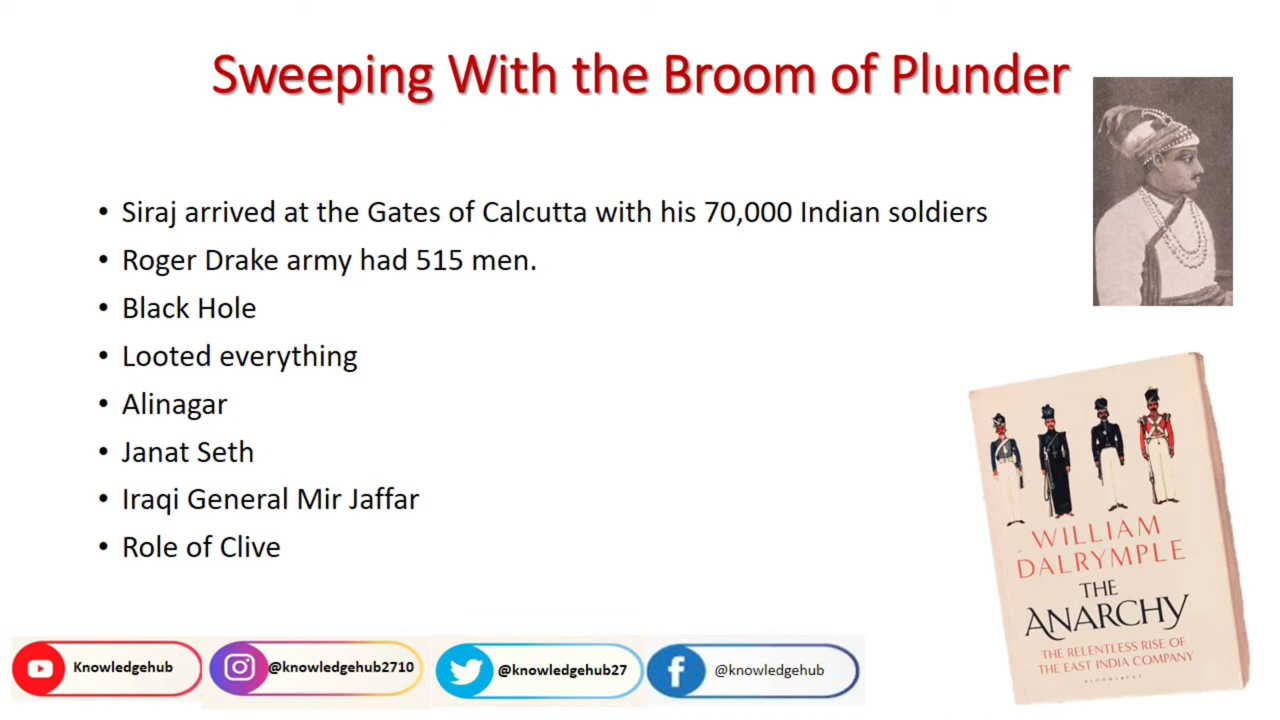 Sweeping With the Broom of Plunder
• Siraj arrived at the Gates of Calcutta with his 70,000 Indian soldiers
• Roger Drake army had 515 men.
• Black Hole
• Looted everything
• Alinagar
• Janat Seth
• Iraqi General Mir Jaffar
• Role of Clive
WILLIAM
DALRYMPLE
THE
ANARCHY
THE RELENTLESS RISE OF
THE EAST INDIA COMPANY
BLOOMSBURY
Knowledgehub
@knowledgehub2710
@knowledgehub27
@knowledgehub